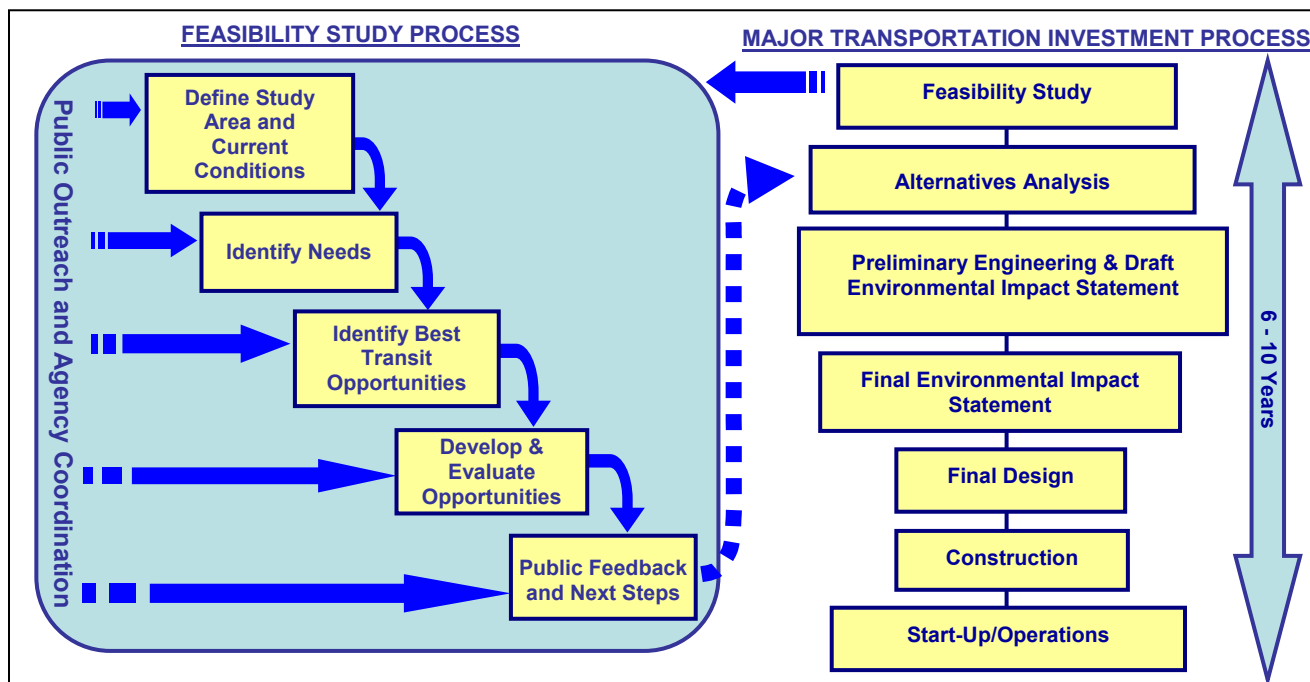 FEASIBILITY STUDY PROCESS
Public Outreach and Agency Coordination
Define Study
Area and
Current
Conditions
Identify Needs
Identify Best
Transit
Opportunities
Develop &
Evaluate
Opportunities
Public Feedback
and Next Steps
MAJOR TRANSPORTATION INVESTMENT PROCESS
Feasibility Study
Alternatives Analysis
Preliminary Engineering & Draft
Environmental Impact Statement
Final Environmental Impact
Statement
Final Design
Construction
Start-Up/Operations
6 - 10 Years